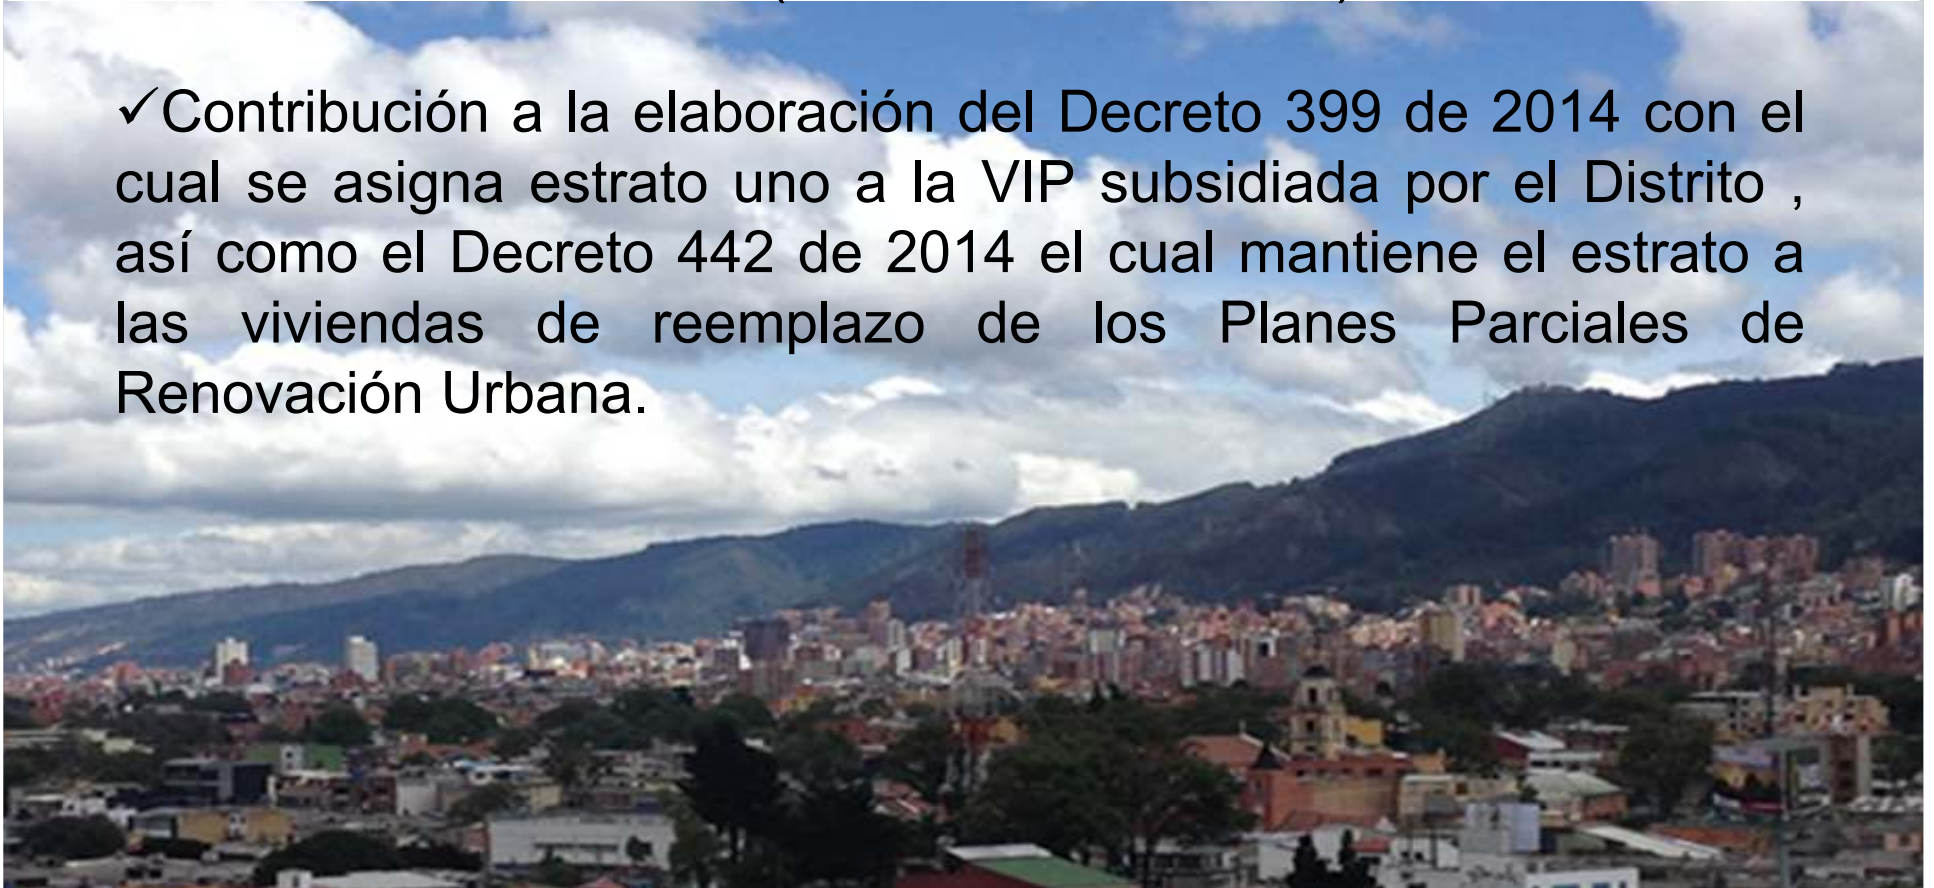 ✓Contribución a la elaboración del Decreto 399 de 2014 con el
cual se asigna estrato uno a la VIP subsidiada por el Distrito ,
así como el Decreto 442 de 2014 el cual mantiene el estrato a
las viviendas de reemplazo de los Planes Parciales de
Renovación Urbana.